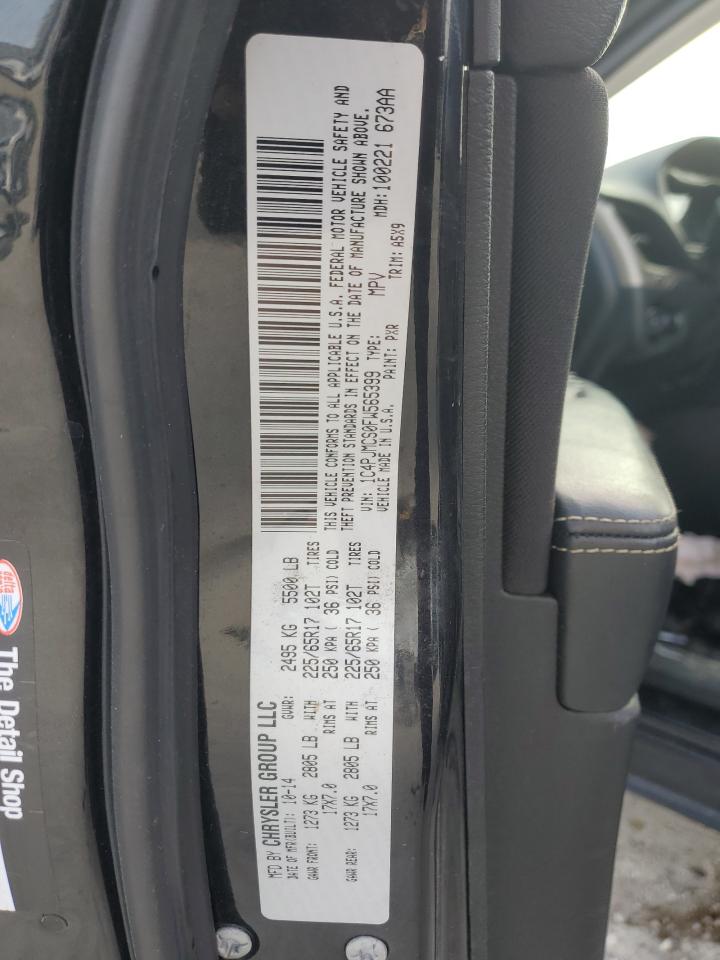 MFD BY CHRYSLER GROUP LLC
DATE OF MFR(BUILT): 10-14 GVWR: 2495 KG 5500 LB
GAWR FRONT: 1273 KG 2805 LB WITH 225/65R17 102T TIRES
17X7.0 RIMS AT 250 KPA ( 36 PSI) COLD
GAWR REAR: 1273 KG 2805 LB WITH 225/65R17 102T TIRES
17X7.0 RIMS AT 250 KPA ( 36 PSI) COLD
THIS VEHICLE CONFORMS TO ALL APPLICABLE U.S.A. FEDERAL MOTOR VEHICLE SAFETY AND
THEFT PREVENTION STANDARDS IN EFFECT ON THE DATE OF MANUFACTURE SHOWN ABOVE.
VIN: 1C4PJMCS0FW565399 TYPE: MPV MDH:100221 673AA
VEHICLE MADE IN U.S.A. PAINT: PXR TRIM: A5X9
delta
The Detail Shop